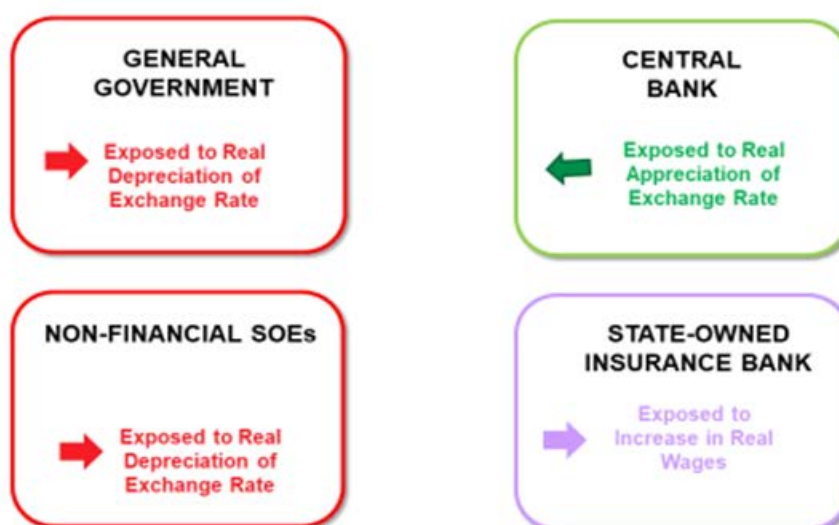 GENERAL
GOVERNMENT
Exposed to Real
Depreciation of
Exchange Rate
CENTRAL
BANK
Exposed to Real
Appreciation of
Exchange Rate
NON-FINANCIAL SOEs
Exposed to Real
Depreciation of
Exchange Rate
STATE-OWNED
INSURANCE BANK
Exposed to
Increase in Real
Wages